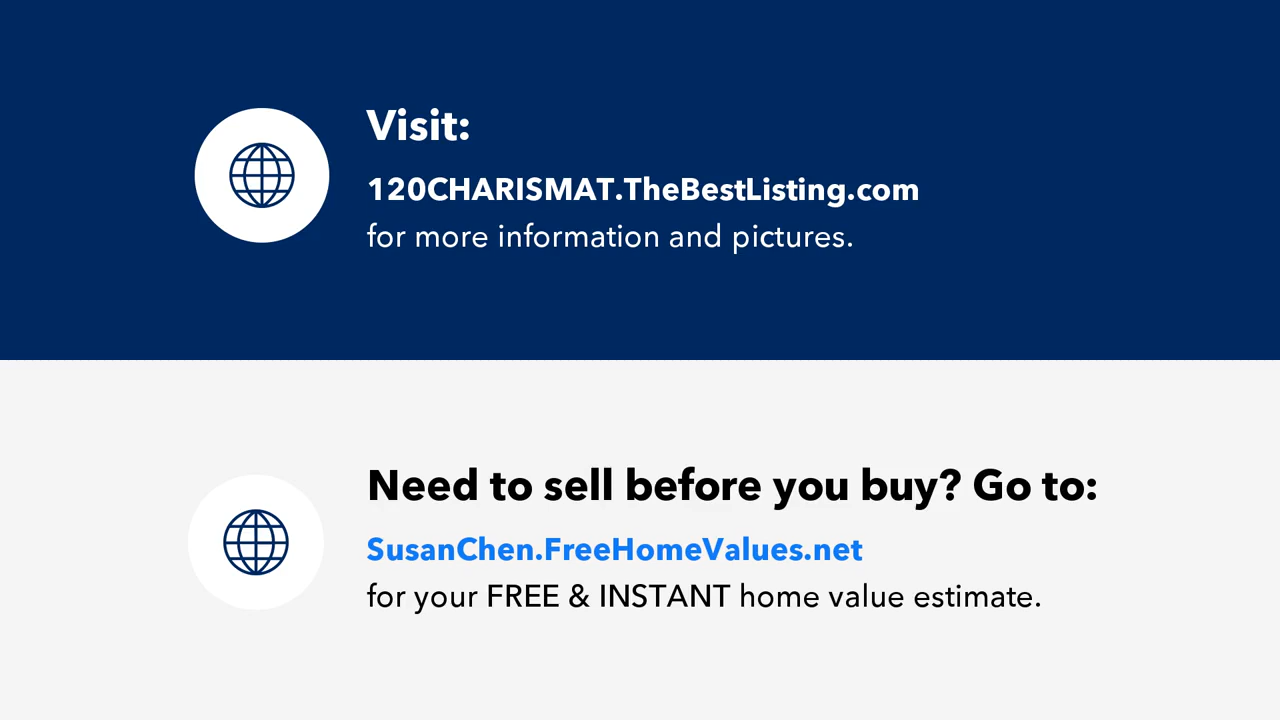 Visit:
120CHARISMAT.TheBestListing.com
for more information and pictures.
Need to sell before you buy? Go to:
SusanChen.FreeHomeValues.net
for your FREE & INSTANT home value estimate.